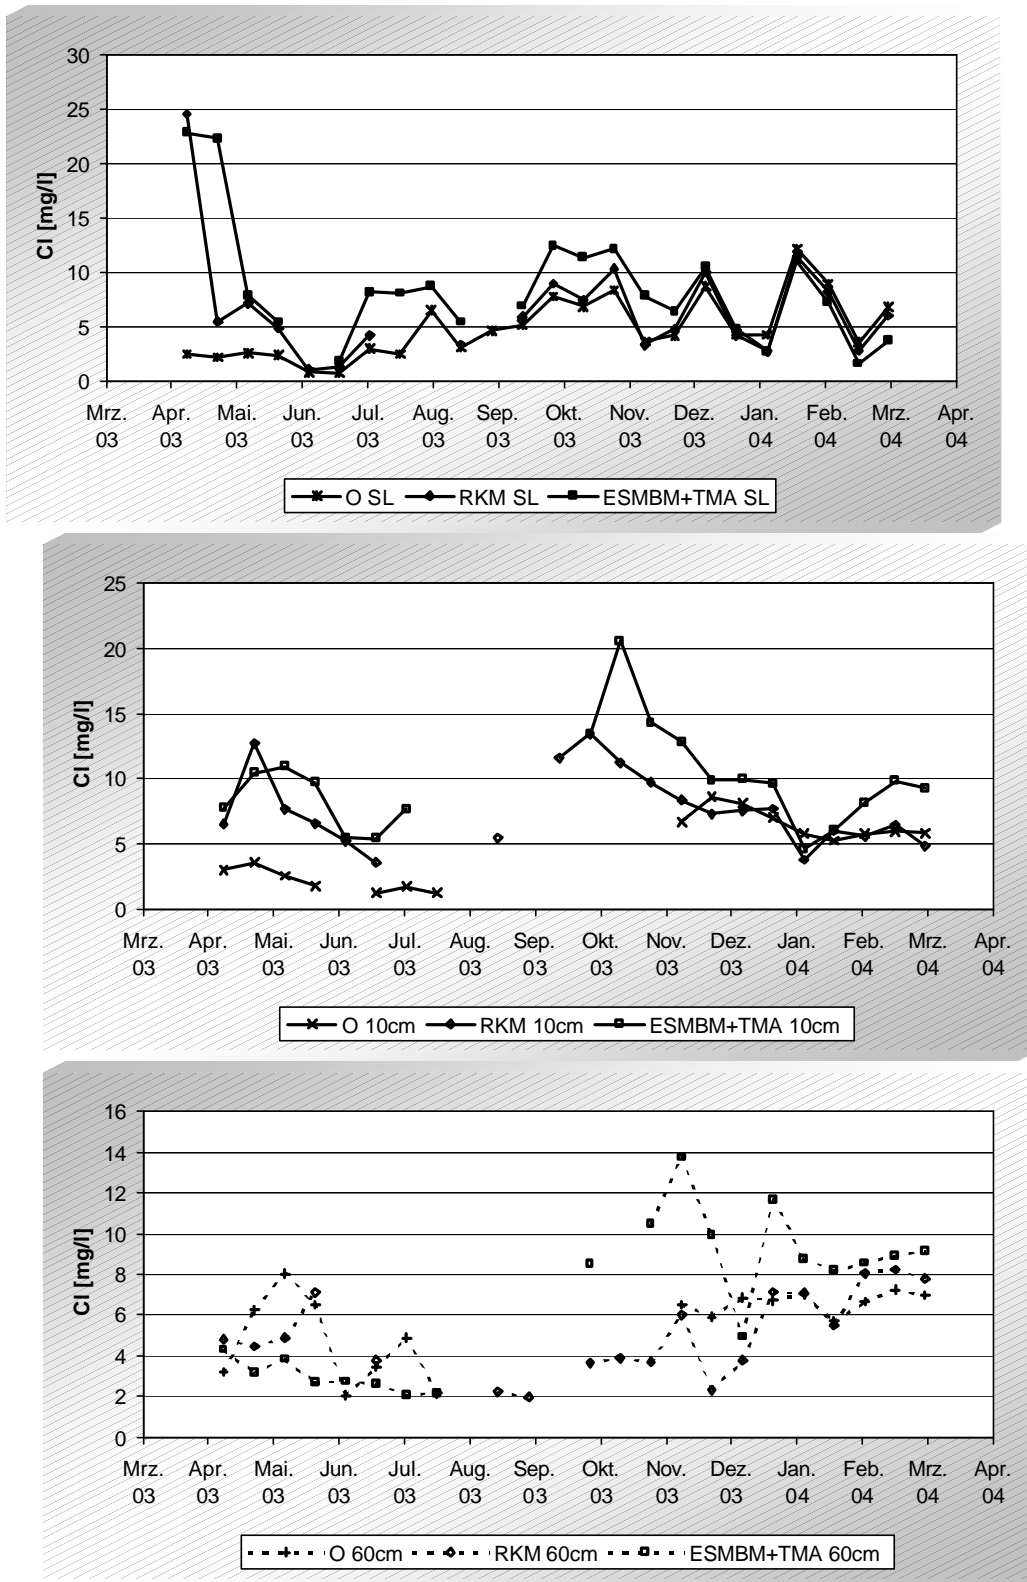 30
25
20
15
10
5
0
Cl [mg/l]
Mrz. Apr. Mai. Jun. Jul. Aug. Sep. Okt. Nov. Dez. Jan. Feb. Mrz. Apr.
03 03 03 03 03 03 03 03 03 03 04 04 04 04
O SL RKM SL ESMBM+TMA SL
25
20
15
10
5
0
Cl [mg/l]
Mrz. Apr. Mai. Jun. Jul. Aug. Sep. Okt. Nov. Dez. Jan. Feb. Mrz. Apr.
03 03 03 03 03 03 03 03 03 03 04 04 04 04
O 10cm RKM 10cm ESMBM+TMA 10cm
16
14
12
10
8
6
4
2
0
Cl [mg/l]
Mrz. Apr. Mai. Jun. Jul. Aug. Sep. Okt. Nov. Dez. Jan. Feb. Mrz. Apr.
03 03 03 03 03 03 03 03 03 03 04 04 04 04
O 60cm RKM 60cm ESMBM+TMA 60cm